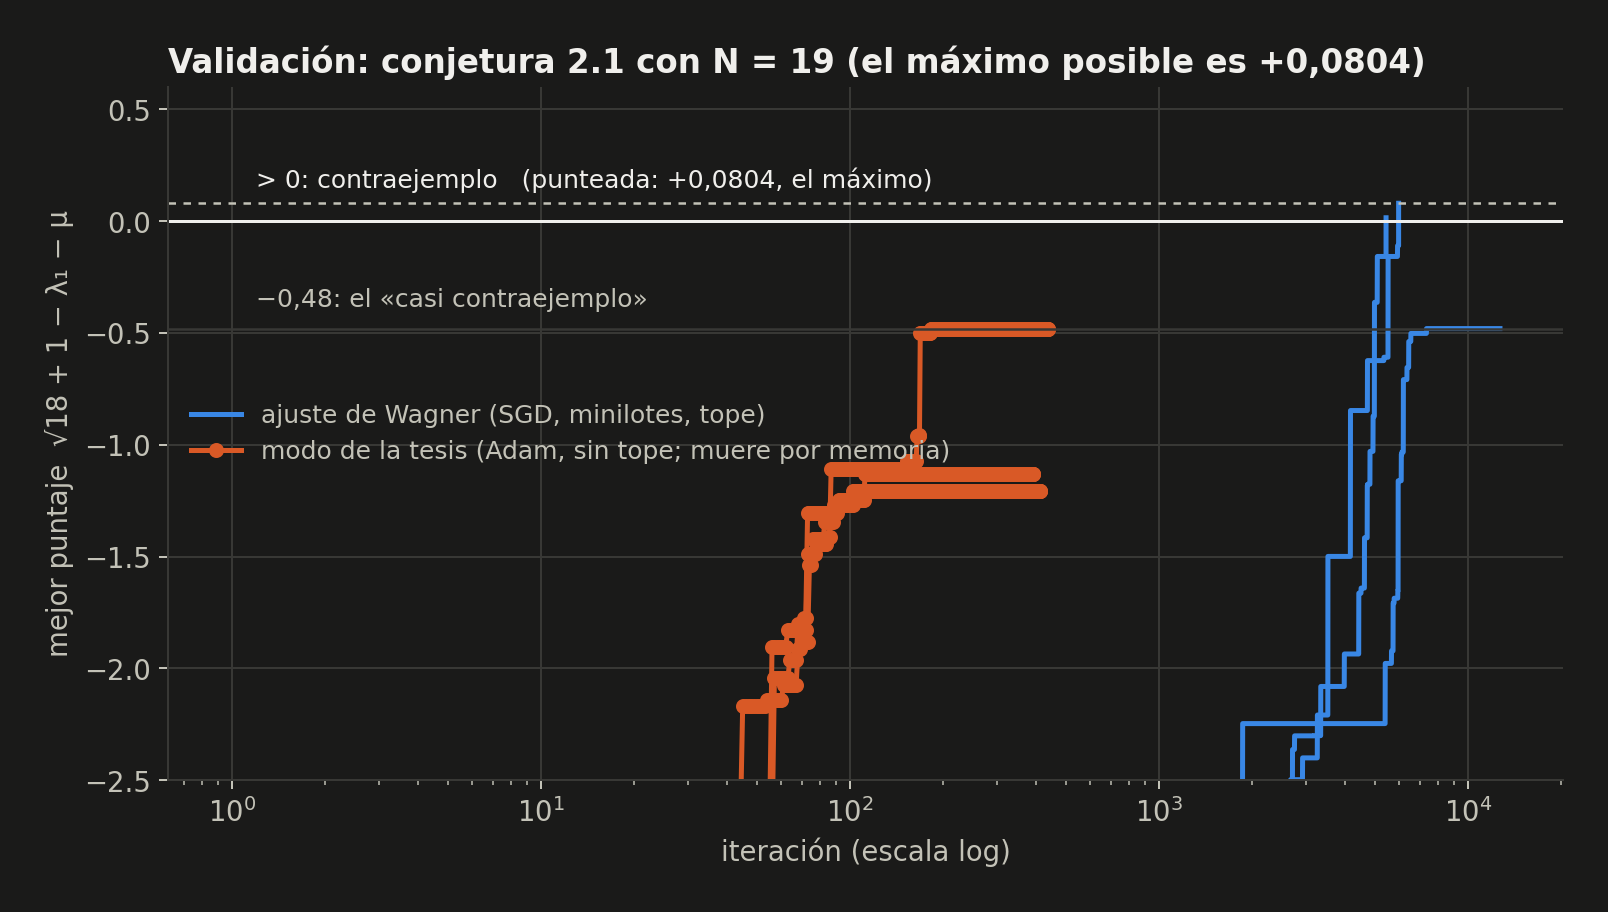 Validación: conjetura 2.1 con N = 19 (el máximo posible es +0,0804)
mejor puntaje √18 + 1 − λ₁ − μ
0.5
0.0
−0.5
−1.0
−1.5
−2.0
−2.5
> 0: contraejemplo (punteada: +0,0804, el máximo)
−0,48: el «casi contraejemplo»
ajuste de Wagner (SGD, minilotes, tope)
modo de la tesis (Adam, sin tope; muere por memoria)
10⁰ 10¹ 10² 10³ 10⁴
iteración (escala log)